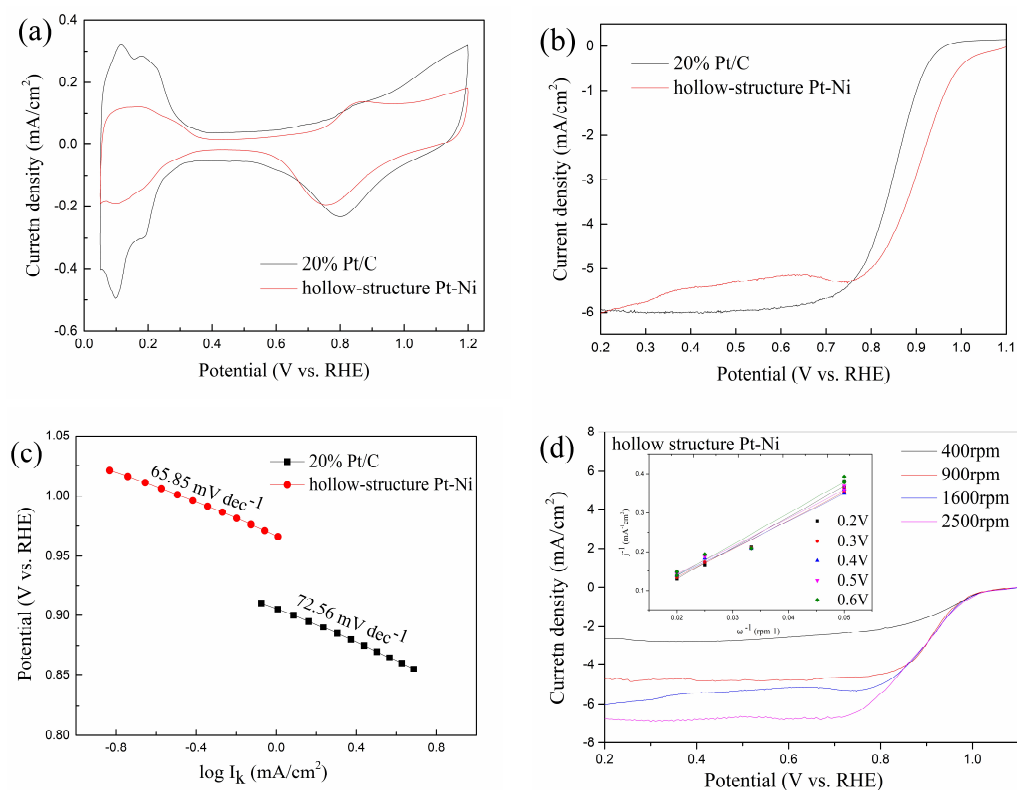 (a)
0.4
0.2
0.0
-0.2
-0.4
-0.6
Curretn density (mA/cm²)
20% Pt/C
hollow-structure Pt-Ni
0.0 0.2 0.4 0.6 0.8 1.0 1.2
Potential (V vs. RHE)
(b)
0
-1
-2
-3
-4
-5
-6
Current density (mA/cm²)
20% Pt/C
hollow-structure Pt-Ni
0.2 0.3 0.4 0.5 0.6 0.7 0.8 0.9 1.0 1.1
Potential (V vs. RHE)
(c)
1.05
1.00
0.95
0.90
0.85
0.80
Potential (V vs. RHE)
20% Pt/C
hollow-structure Pt-Ni
65.85 mV dec⁻¹
72.56 mV dec⁻¹
-0.8 -0.4 0.0 0.4 0.8
log Iₖ (mA/cm²)
(d)
8
6
4
2
0
-2
-4
-6
-8
Curretn density (mA/cm²)
hollow structure Pt-Ni
400rpm
900rpm
1600rpm
2500rpm
0.4
0.3
0.2
0.1
0.2V
0.3V
0.4V
0.5V
0.6V
0.02 0.03 0.04 0.05
ω⁻¹ (rpm 1)
0.2 0.4 0.6 0.8 1.0
Potential (V vs. RHE)